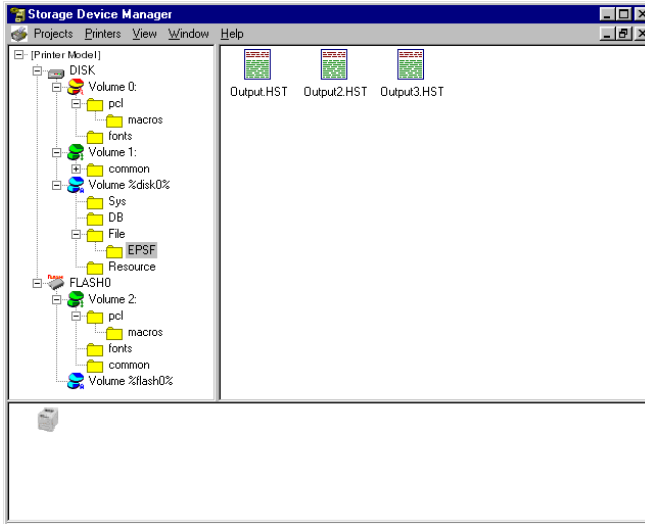 Storage Device Manager
Projects Printers View Window Help
[Printer Model]
DISK
Volume 0:
pcl
macros
fonts
Volume 1:
common
Volume %disk0%
Sys
DB
File
EPSF
Resource
FLASH0
Volume 2:
pcl
macros
fonts
common
Volume %flash0%
Output.HST Output2.HST Output3.HST